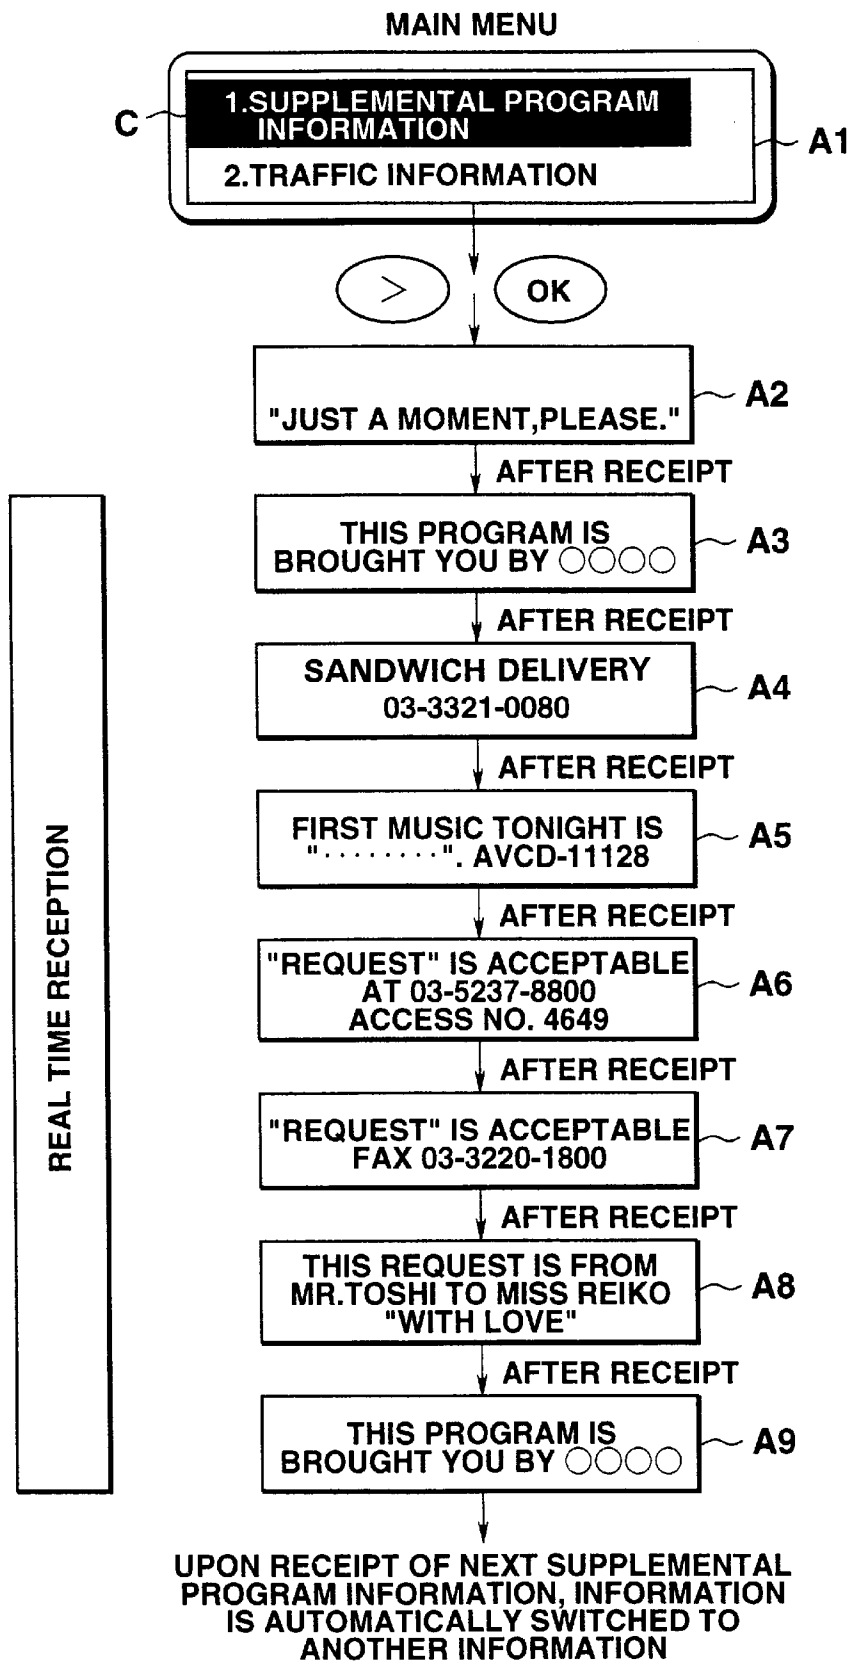 MAIN MENU
1.SUPPLEMENTAL PROGRAM
INFORMATION
C
A1
2.TRAFFIC INFORMATION
> OK
A2
"JUST A MOMENT,PLEASE."
AFTER RECEIPT
THIS PROGRAM IS
BROUGHT YOU BY ○○○○
A3
AFTER RECEIPT
SANDWICH DELIVERY
03-3321-0080
A4
AFTER RECEIPT
FIRST MUSIC TONIGHT IS
"········". AVCD-11128
A5
AFTER RECEIPT
"REQUEST" IS ACCEPTABLE
AT 03-5237-8800
ACCESS NO. 4649
A6
AFTER RECEIPT
"REQUEST" IS ACCEPTABLE
FAX 03-3220-1800
A7
AFTER RECEIPT
THIS REQUEST IS FROM
MR.TOSHI TO MISS REIKO
"WITH LOVE"
A8
AFTER RECEIPT
THIS PROGRAM IS
BROUGHT YOU BY ○○○○
A9
REAL TIME RECEPTION
UPON RECEIPT OF NEXT SUPPLEMENTAL
PROGRAM INFORMATION, INFORMATION
IS AUTOMATICALLY SWITCHED TO
ANOTHER INFORMATION